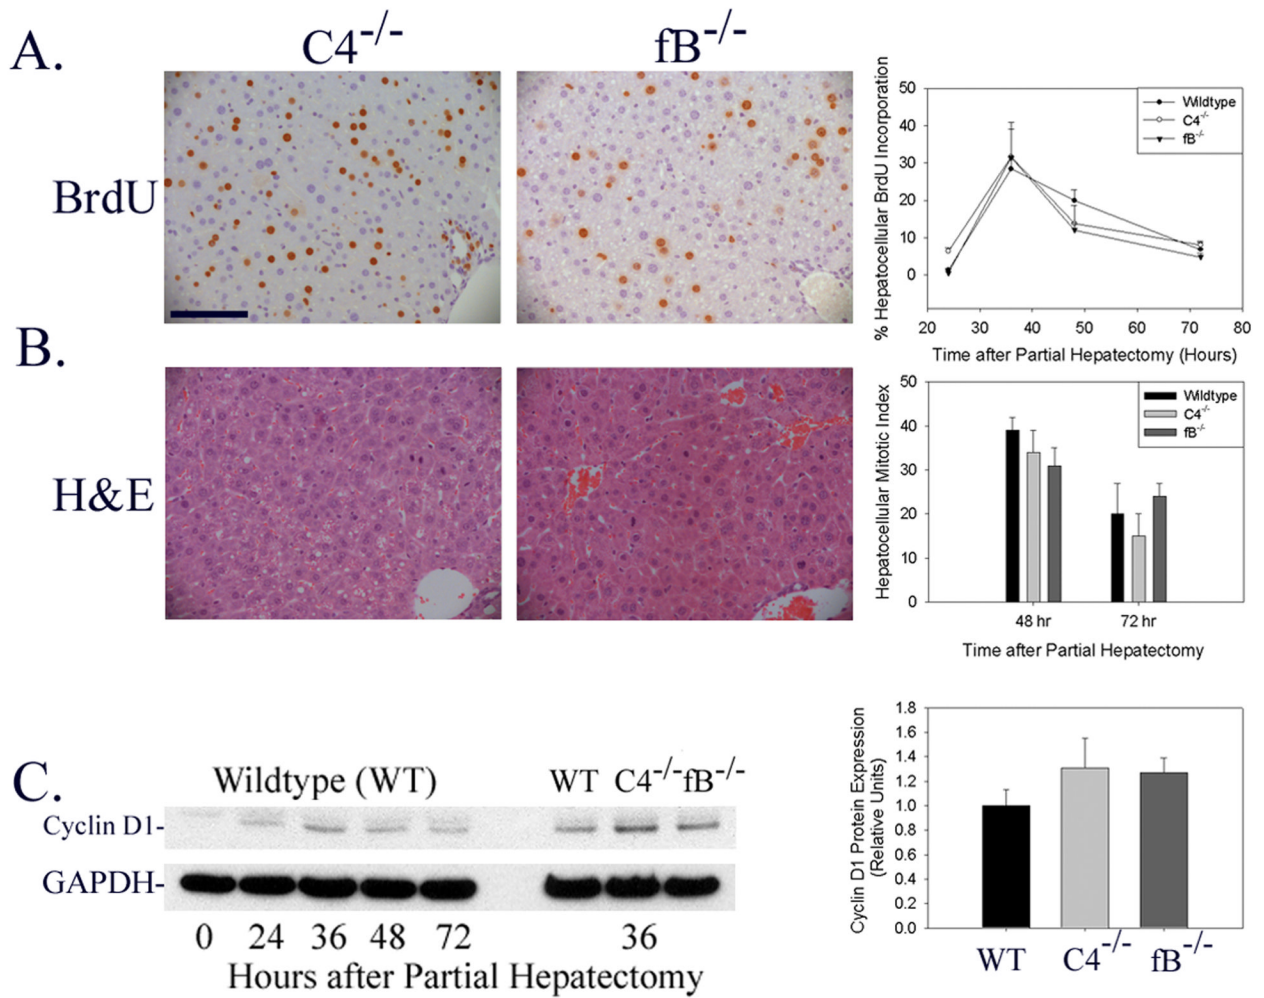 A.
C4-/-
fB-/-
BrdU
% Hepatocellular BrdU Incorporation
50
40
30
20
10
0
Wildtype
C4-/-
fB-/-
20 30 40 50 60 70 80
Time after Partial Hepatectomy (Hours)
B.
H&E
Hepatocellular Mitotic Index
50
40
30
20
10
0
Wildtype
C4-/-
fB-/-
48 hr 72 hr
Time after Partial Hepatectomy
C.
Wildtype (WT)
WT C4-/- fB-/-
Cyclin D1-
GAPDH-
0 24 36 48 72 36
Hours after Partial Hepatectomy
Cyclin D1 Protein Expression
(Relative Units)
1.8
1.6
1.4
1.2
1.0
0.8
0.6
0.4
0.2
0.0
WT C4-/- fB-/-